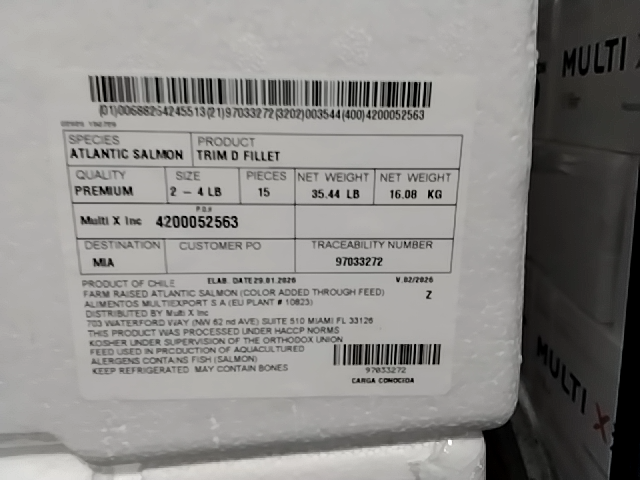 MULTI X
(01)00688254245513(21)97033272(3202)003544(400)4200052563
SPECIES PRODUCT
ATLANTIC SALMON TRIM D FILLET
QUALITY SIZE PIECES NET WEIGHT NET WEIGHT
PREMIUM 2 - 4 LB 15 35.44 LB 16.08 KG
P.O.#
Multi X Inc 4200052563
DESTINATION CUSTOMER PO TRACEABILITY NUMBER
MIA 97033272
PRODUCT OF CHILE ELAB. DATE29.01.2026 V.02/2026
FARM RAISED ATLANTIC SALMON (COLOR ADDED THROUGH FEED) Z
ALIMENTOS MULTIEXPORT S A (EU PLANT # 10623)
DISTRIBUTED BY Multi X Inc
703 WATERFORD WAY (NW 62 nd AVE) SUITE 510 MIAMI FL 33126
THIS PRODUCT WAS PROCESSED UNDER HACCP NORMS
KOSHER UNDER SUPERVISION OF THE ORTHODOX UNION
FEED USED IN PRODUCTION OF AQUACULTURED
ALERGENS CONTAINS FISH (SALMON)
KEEP REFRIGERATED MAY CONTAIN BONES
97033272
CARGA CONOCIDA
MULTI X